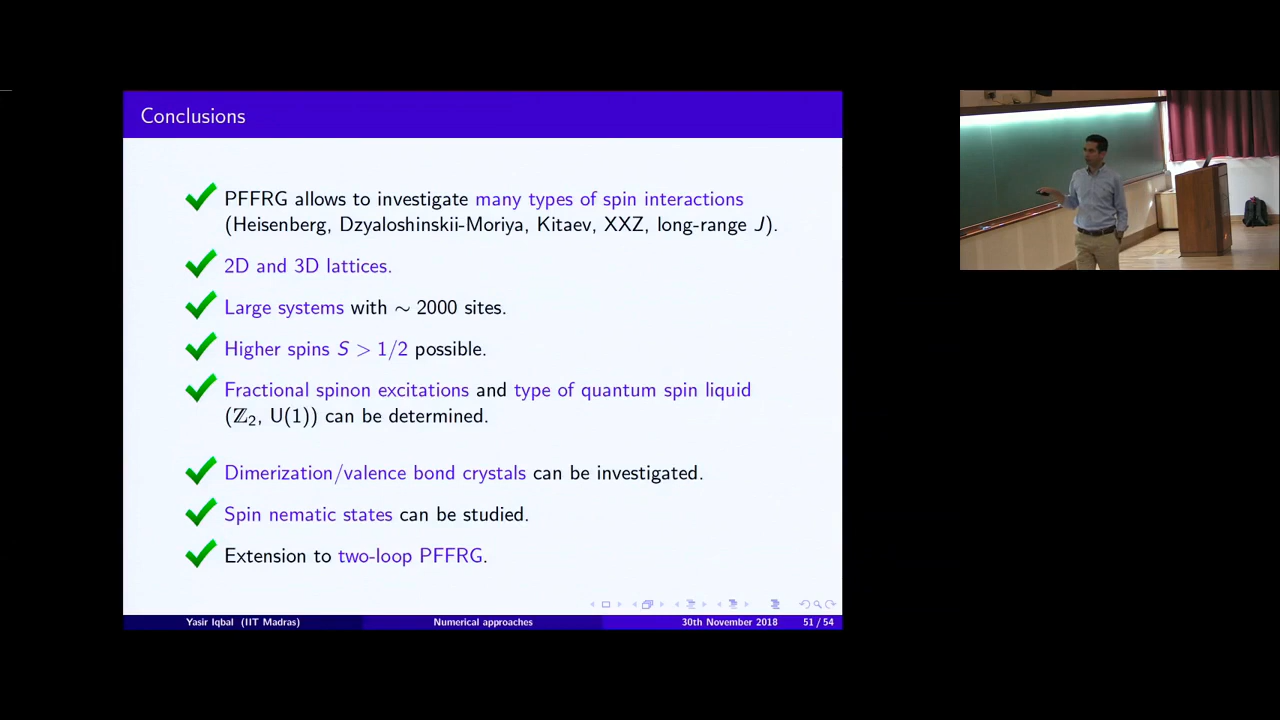 Conclusions
PFFRG allows to investigate many types of spin interactions
(Heisenberg, Dzyaloshinskii-Moriya, Kitaev, XXZ, long-range J).
2D and 3D lattices.
Large systems with ∼ 2000 sites.
Higher spins S > 1/2 possible.
Fractional spinon excitations and type of quantum spin liquid
(ℤ₂, U(1)) can be determined.
Dimerization/valence bond crystals can be investigated.
Spin nematic states can be studied.
Extension to two-loop PFFRG.
Yasir Iqbal (IIT Madras) Numerical approaches 30th November 2018 51 / 54